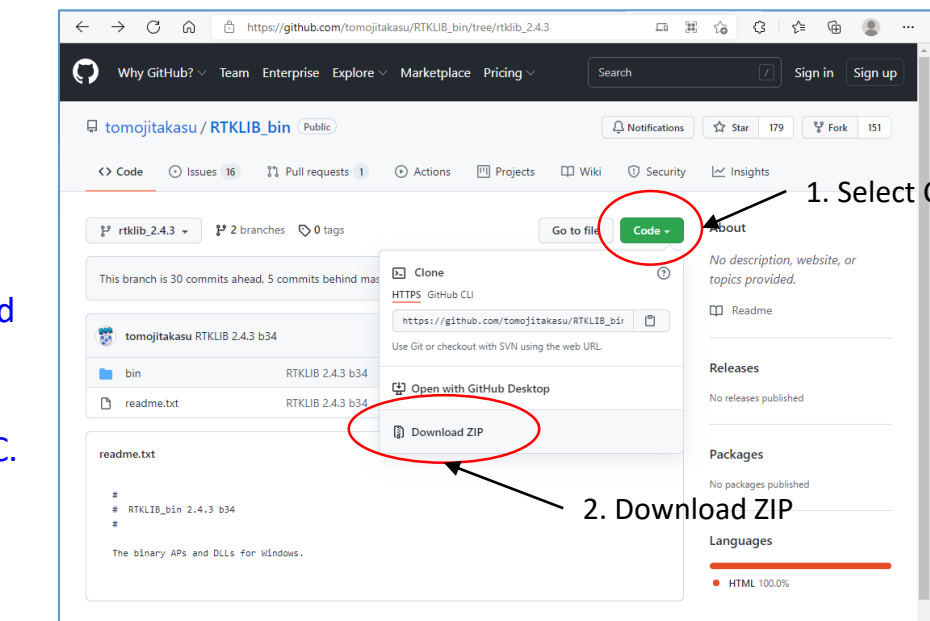 https://github.com/tomojitakasu/RTKLIB_bin/tree/rtklib_2.4.3
Why GitHub? Team Enterprise Explore Marketplace Pricing Search / Sign in Sign up
tomojitakasu / RTKLIB_bin Public Notifications Star 179 Fork 151
<> Code Issues 16 Pull requests 1 Actions Projects Wiki Security Insights
1. Select
rtklib_2.4.3 2 branches 0 tags Go to file Code About
No description, website, or
topics provided.
This branch is 30 commits ahead, 5 commits behind mas
Clone
HTTPS GitHub CLI
https://github.com/tomojitakasu/RTKLIB_bin
Use Git or checkout with SVN using the web URL.
Readme
d
tomojitakasu RTKLIB 2.4.3 b34
bin RTKLIB 2.4.3 b34
readme.txt RTKLIB 2.4.3 b34
Open with GitHub Desktop
Download ZIP
Releases
No releases published
C.
readme.txt
#
# RTKLIB_bin 2.4.3 b34
#
The binary APs and DLLs for Windows.
2. Download ZIP
Packages
No packages published
Languages
HTML 100.0%